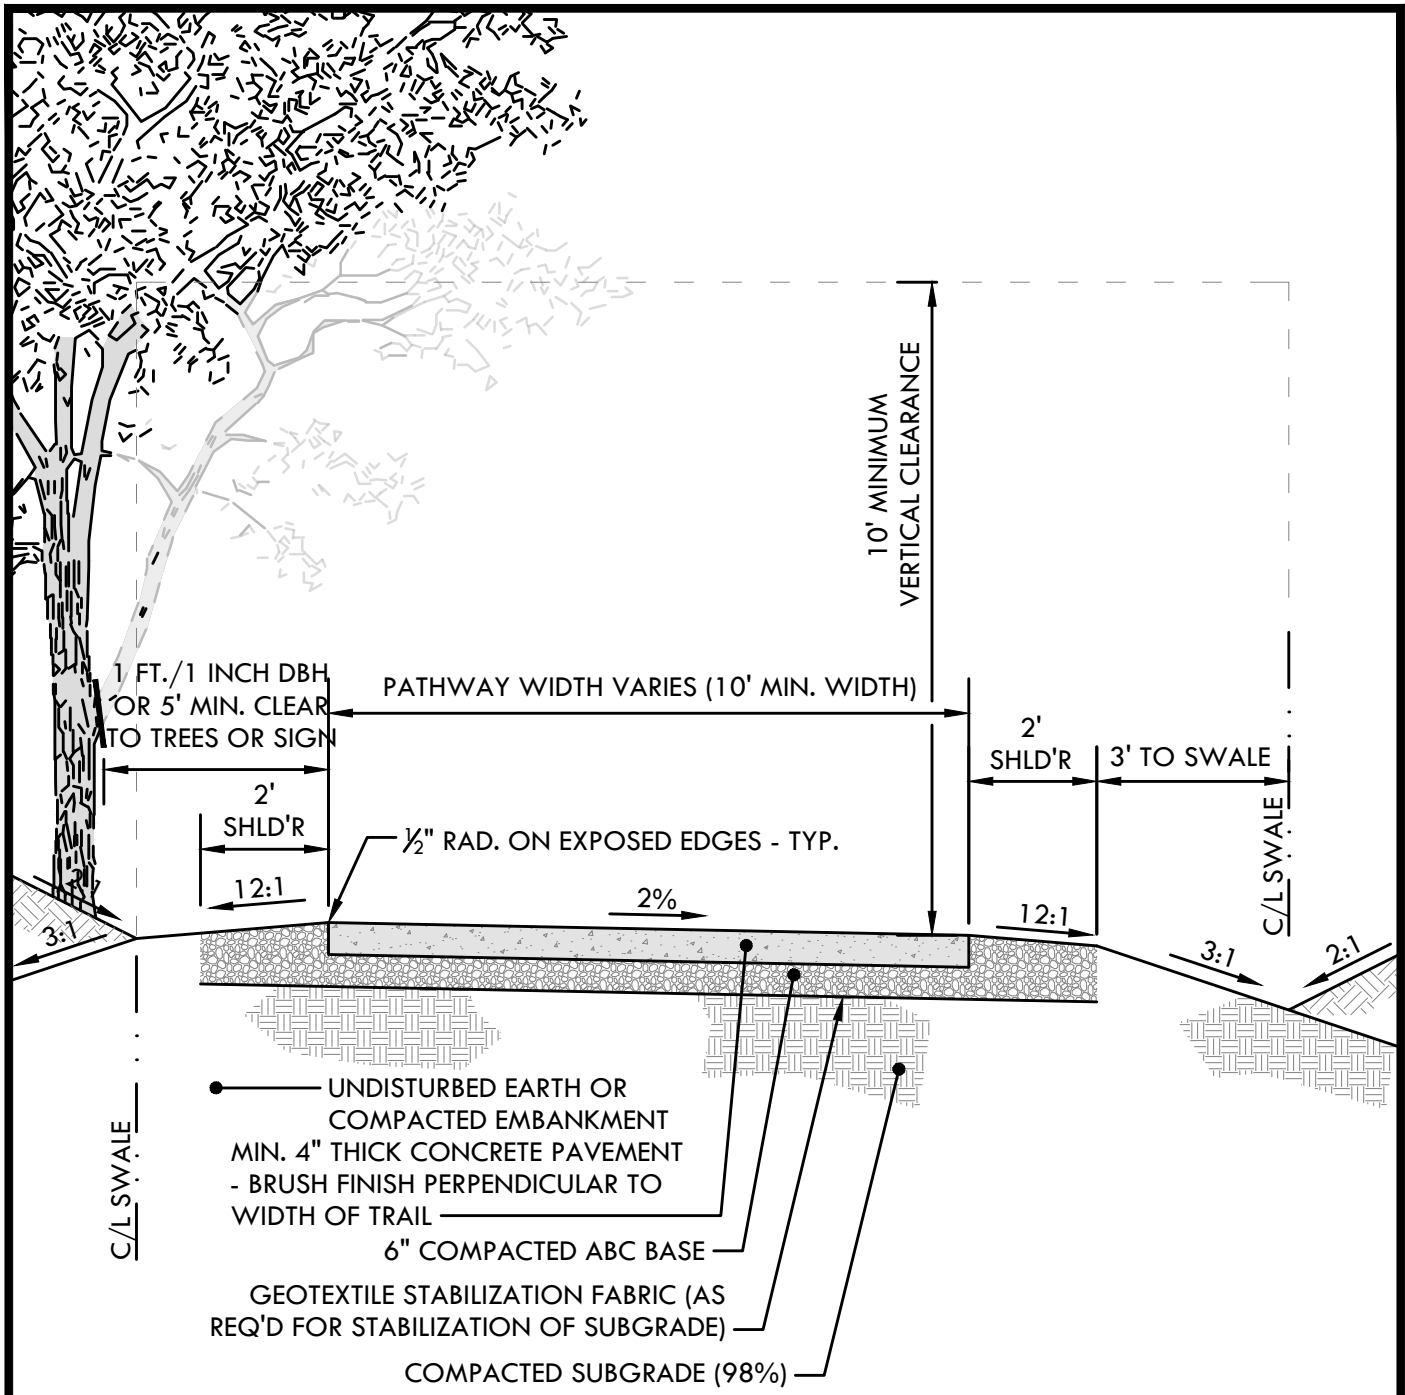 10' MINIMUM
VERTICAL CLEARANCE
1 FT./1 INCH DBH
OR 5' MIN. CLEAR
TO TREES OR SIGN
PATHWAY WIDTH VARIES (10' MIN. WIDTH)
2'
SHLD'R
3' TO SWALE
2'
SHLD'R
½" RAD. ON EXPOSED EDGES - TYP.
C/L SWALE
12:1
2%
12:1
3:1
3:1
2:1
UNDISTURBED EARTH OR
COMPACTED EMBANKMENT
MIN. 4" THICK CONCRETE PAVEMENT
- BRUSH FINISH PERPENDICULAR TO
WIDTH OF TRAIL
C/L SWALE
6" COMPACTED ABC BASE
GEOTEXTILE STABILIZATION FABRIC (AS
REQ'D FOR STABILIZATION OF SUBGRADE)
COMPACTED SUBGRADE (98%)